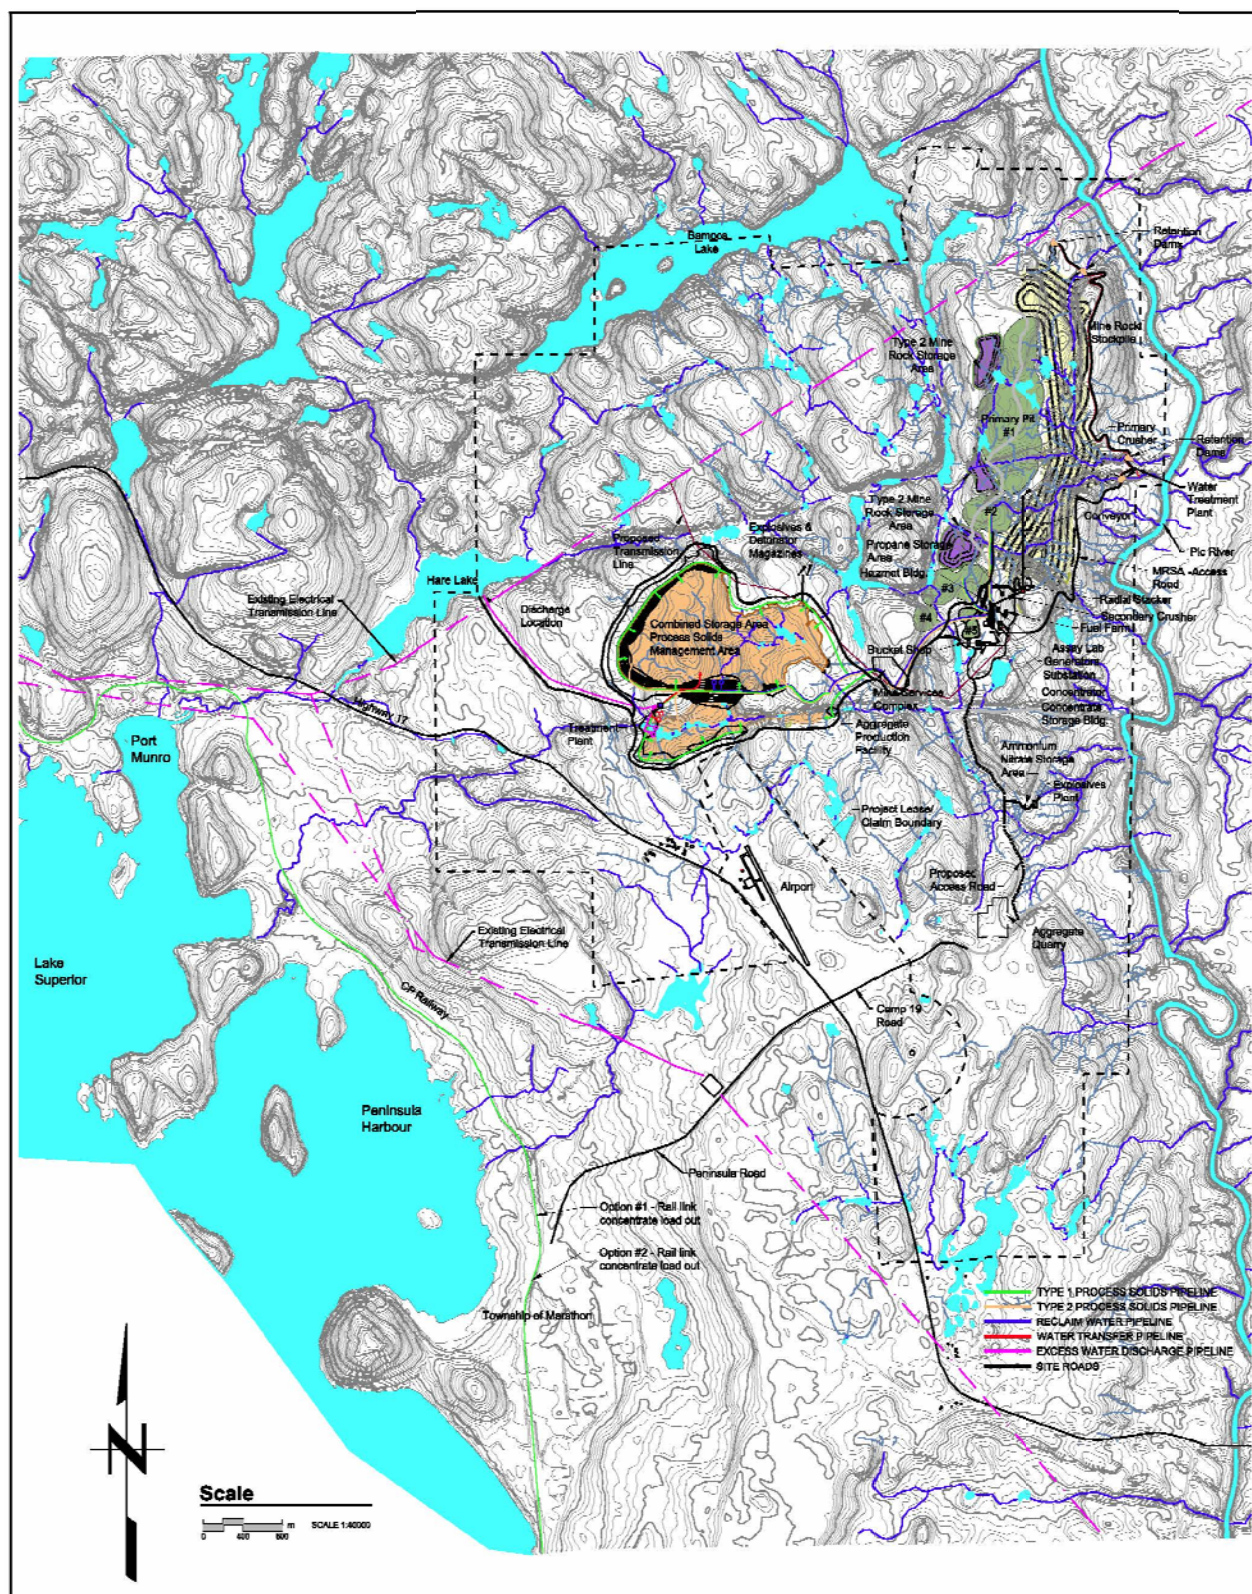 Retention
Dams
Bamoos
Lake
Mine Rock
Stockpile
Type 2 Mine
Rock Storage
Area
Primary Pit
#1
Primary
Crusher
Retention
Dams
Water
Treatment
Plant
Type 2 Mine
Rock Storage
Area
#2
Conveyor
Explosives &
Detonator
Magazines
Proposed
Transmission
Line
Propane Storage
Area
Hazmat Bldg.
Pic River
MRSA - Access
Road
Hare Lake
#3
Radial Stacker
Existing Electrical
Transmission Line
Discharge
Location
Secondary Crusher
#4
Fuel Farm
Combined Storage Area
Process Solids
Management Area
#5
Bucket Shop
Assay Lab
Generators
Substation
Mine Services
Complex
Concentrator
Concentrate
Storage Bldg.
Highway 17
Treatment
Plant
Aggregate
Production
Facility
Port
Munro
Ammonium
Nitrate Storage
Area
Explosives
Plant
Project Lease/
Claim Boundary
Airport
Proposed
Access Road
Existing Electrical
Transmission Line
Aggregate
Quarry
Lake
Superior
CP Railway
Camp 19
Road
Peninsula
Harbour
Peninsula Road
Option #1 - Rail link
concentrate load out
Option #2 - Rail link
concentrate load out
Township of Marathon
TYPE 1 PROCESS SOLIDS PIPELINE
TYPE 2 PROCESS SOLIDS PIPELINE
RECLAIM WATER PIPELINE
WATER TRANSFER PIPELINE
EXCESS WATER DISCHARGE PIPELINE
SITE ROADS
N
Scale
0 400 800 m SCALE 1:40000